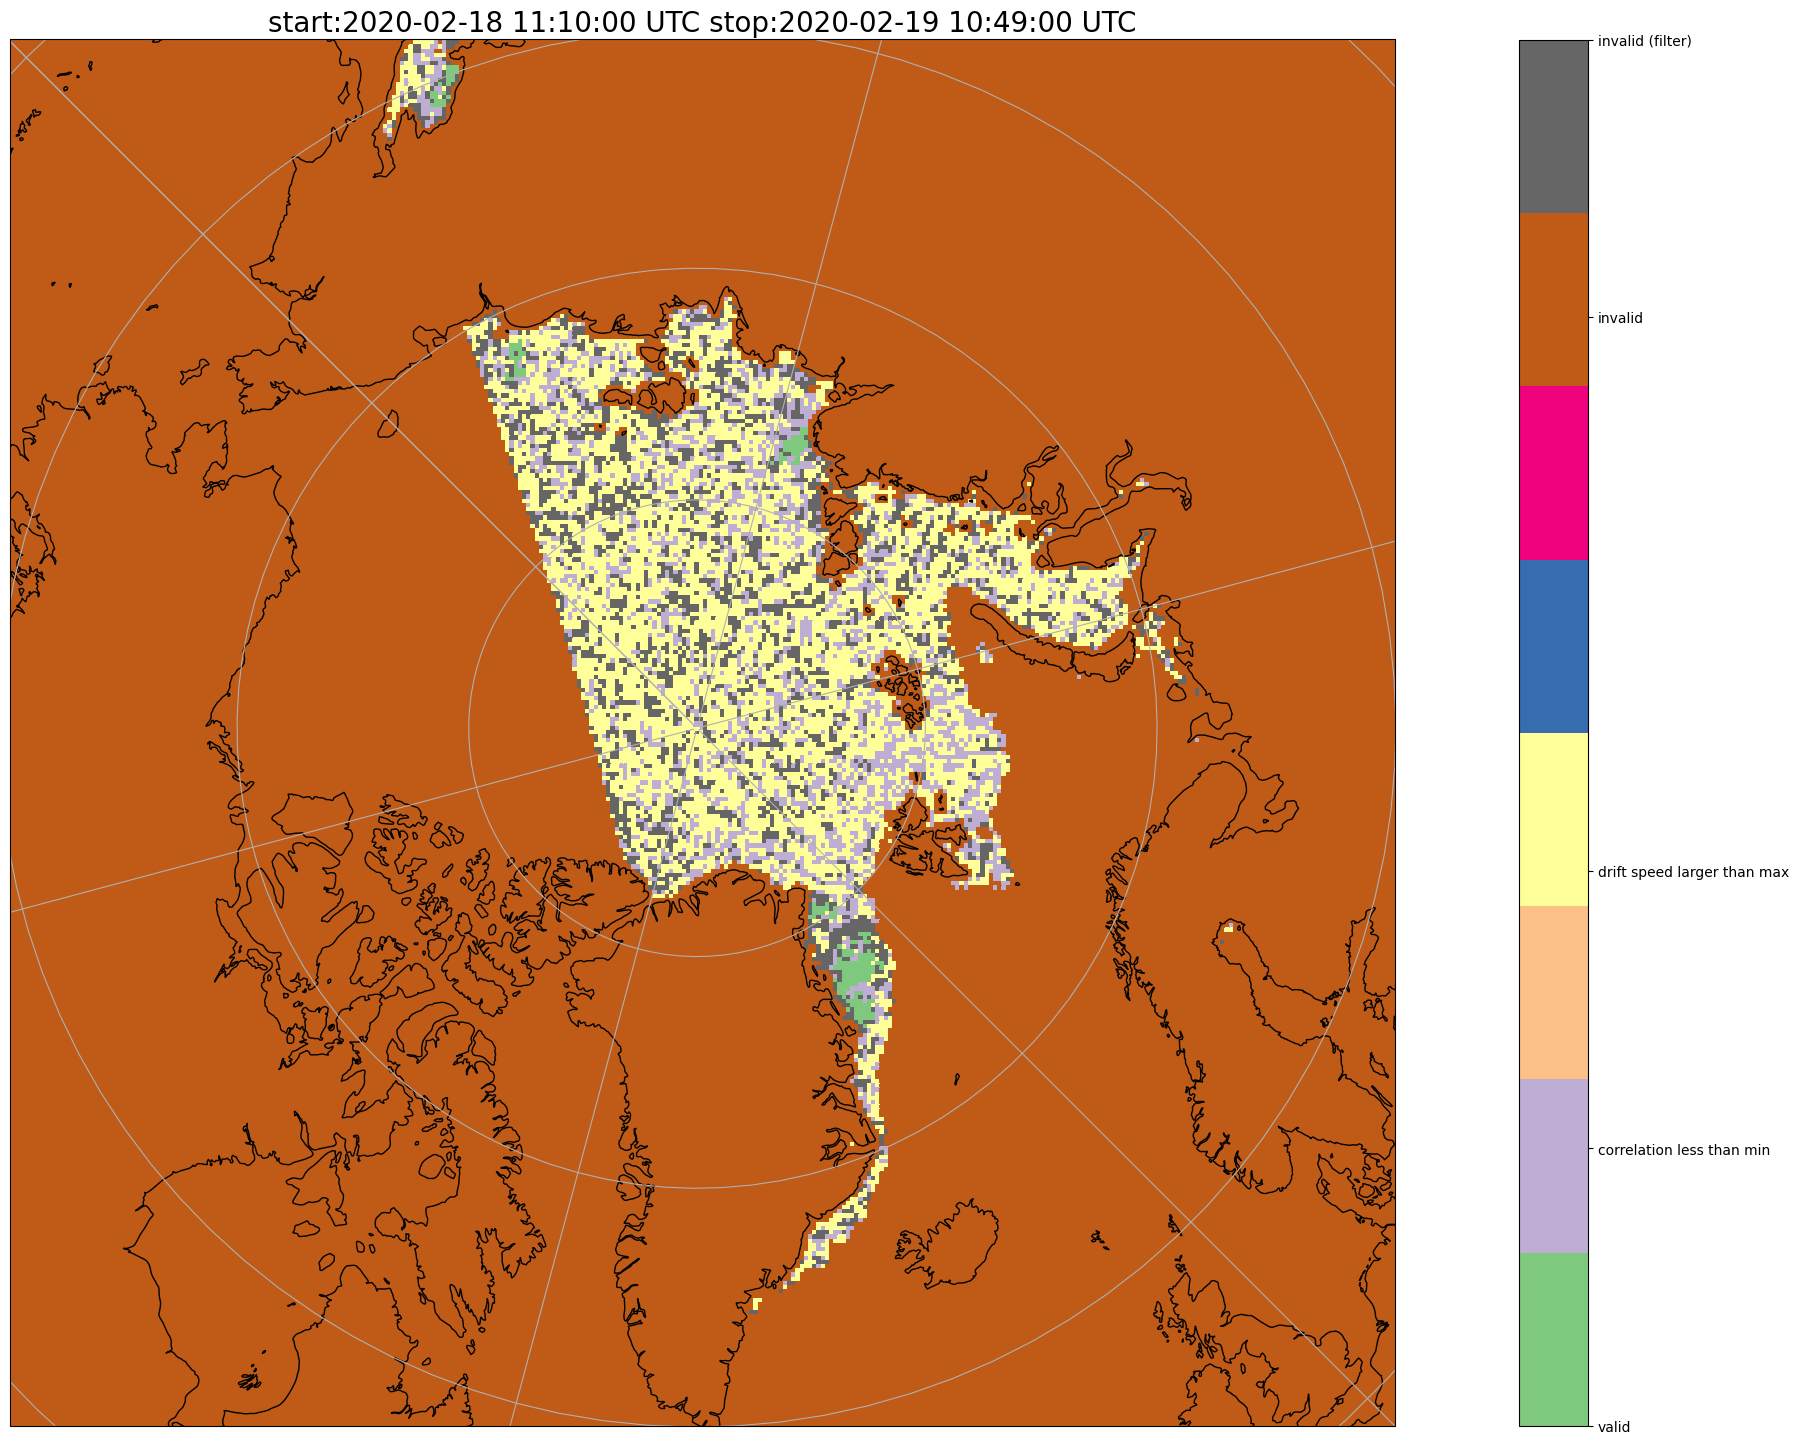 start:2020-02-18 11:10:00 UTC stop:2020-02-19 10:49:00 UTC
invalid (filter)
invalid
drift speed larger than max
correlation less than min
valid